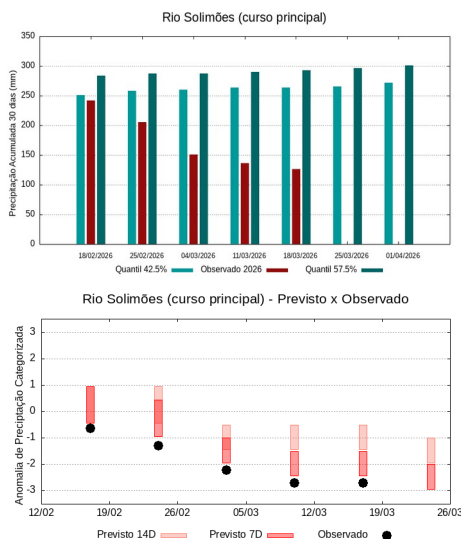 Rio Solimões (curso principal)
Precipitação Acumulada 30 dias (mm)
350
300
250
200
150
100
50
0
18/02/2026 25/02/2026 04/03/2026 11/03/2026 18/03/2026 25/03/2026 01/04/2026
Quantil 42.5% Observado 2026 Quantil 57.5%
Rio Solimões (curso principal) - Previsto x Observado
Anomalia de Preciptação Categorizada
3
2
1
0
-1
-2
-3
12/02 19/02 26/02 05/03 12/03 19/03 26/03
Previsto 14D Previsto 7D Observado